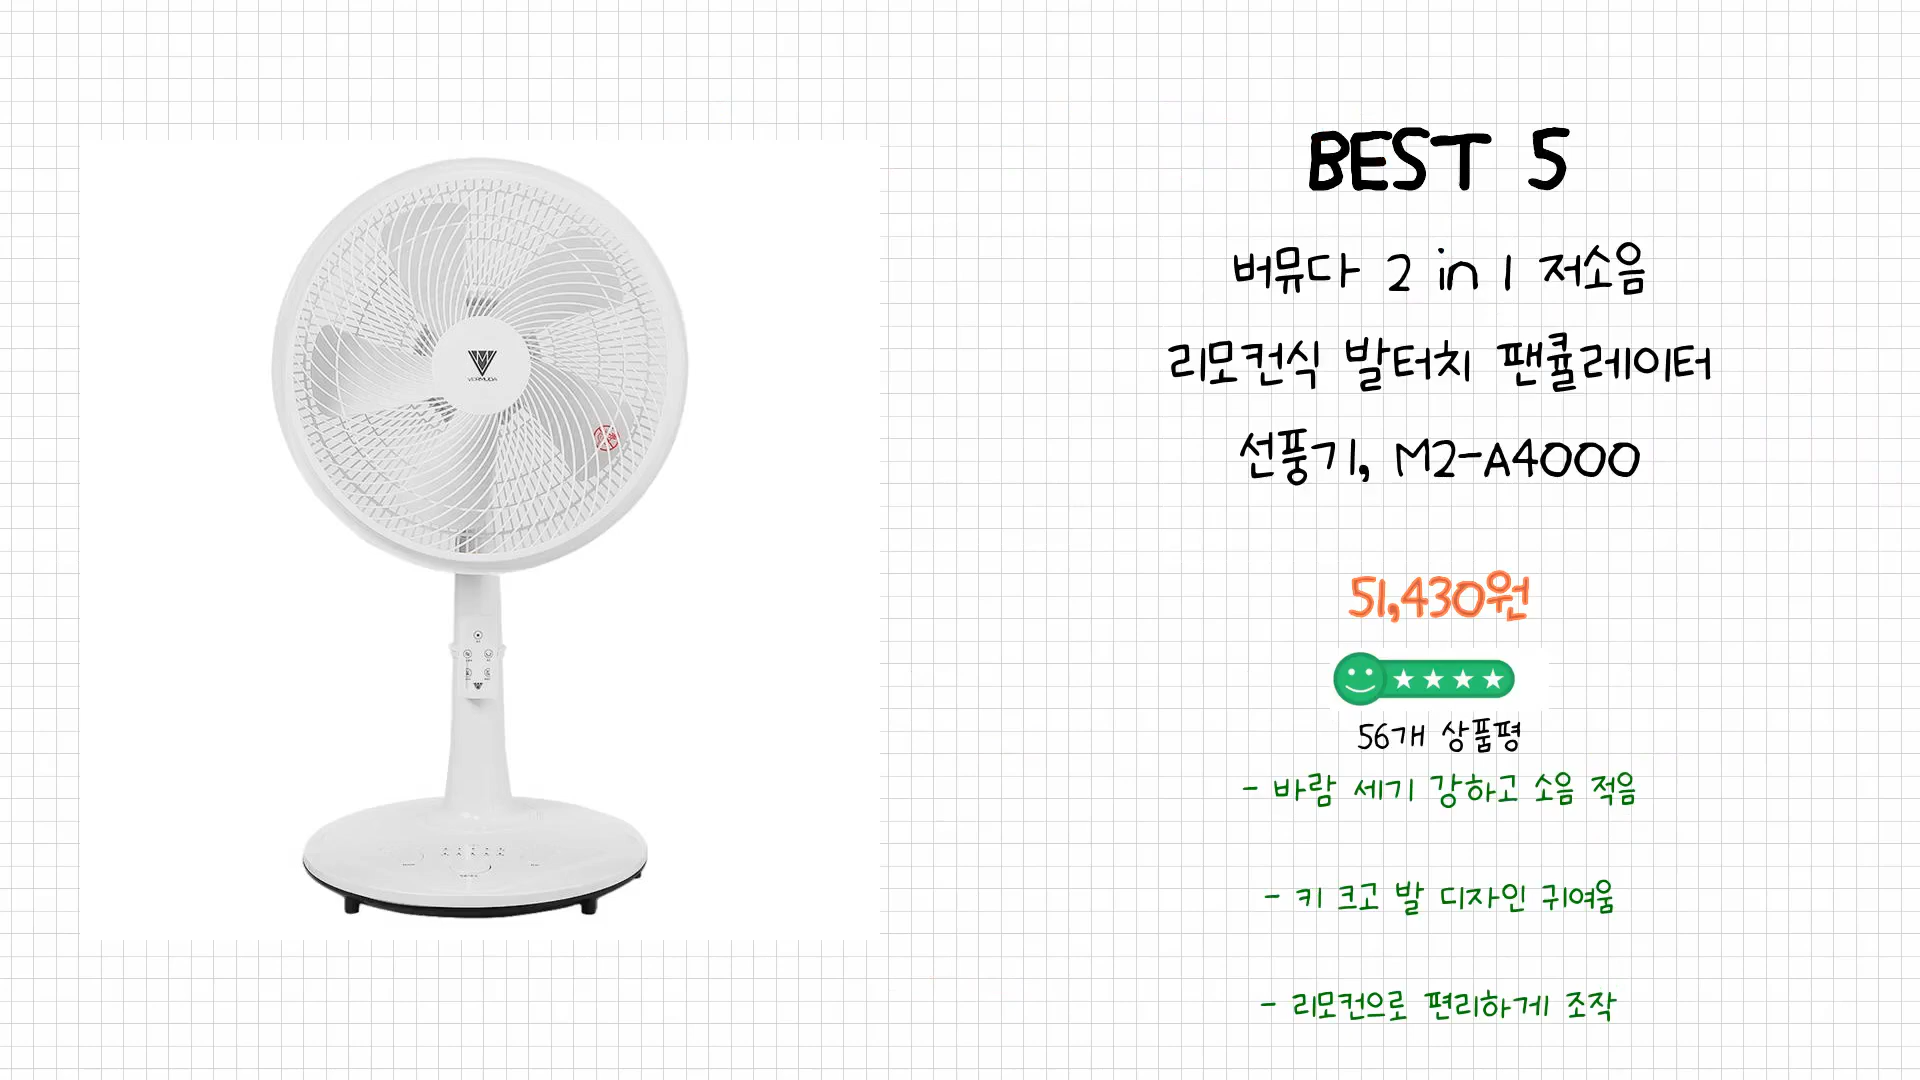 BEST 5
버뮤다 2 in 1 저소음
리모컨식 발터치 팬큘레이터
선풍기, M2-A4000
51,430원
56개 상품평
- 바람 세기 강하고 소음 적음
- 키 크고 발 디자인 귀여움
- 리모컨으로 편리하게 조작
VERMUDA